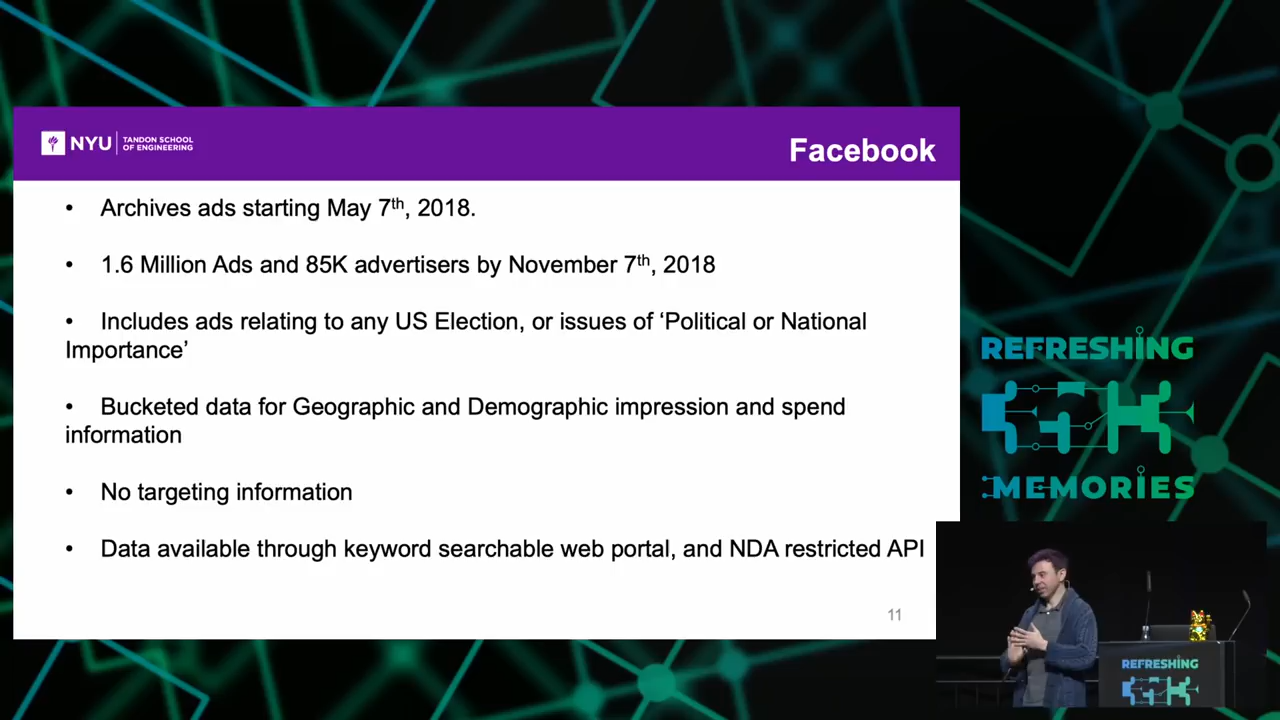 NYU
TANDON SCHOOL
OF ENGINEERING
Facebook
• Archives ads starting May 7th, 2018.
• 1.6 Million Ads and 85K advertisers by November 7th, 2018
• Includes ads relating to any US Election, or issues of ‘Political or National
Importance’
• Bucketed data for Geographic and Demographic impression and spend
information
• No targeting information
• Data available through keyword searchable web portal, and NDA restricted API
11
REFRESHING
MEMORIES
REFRESHING